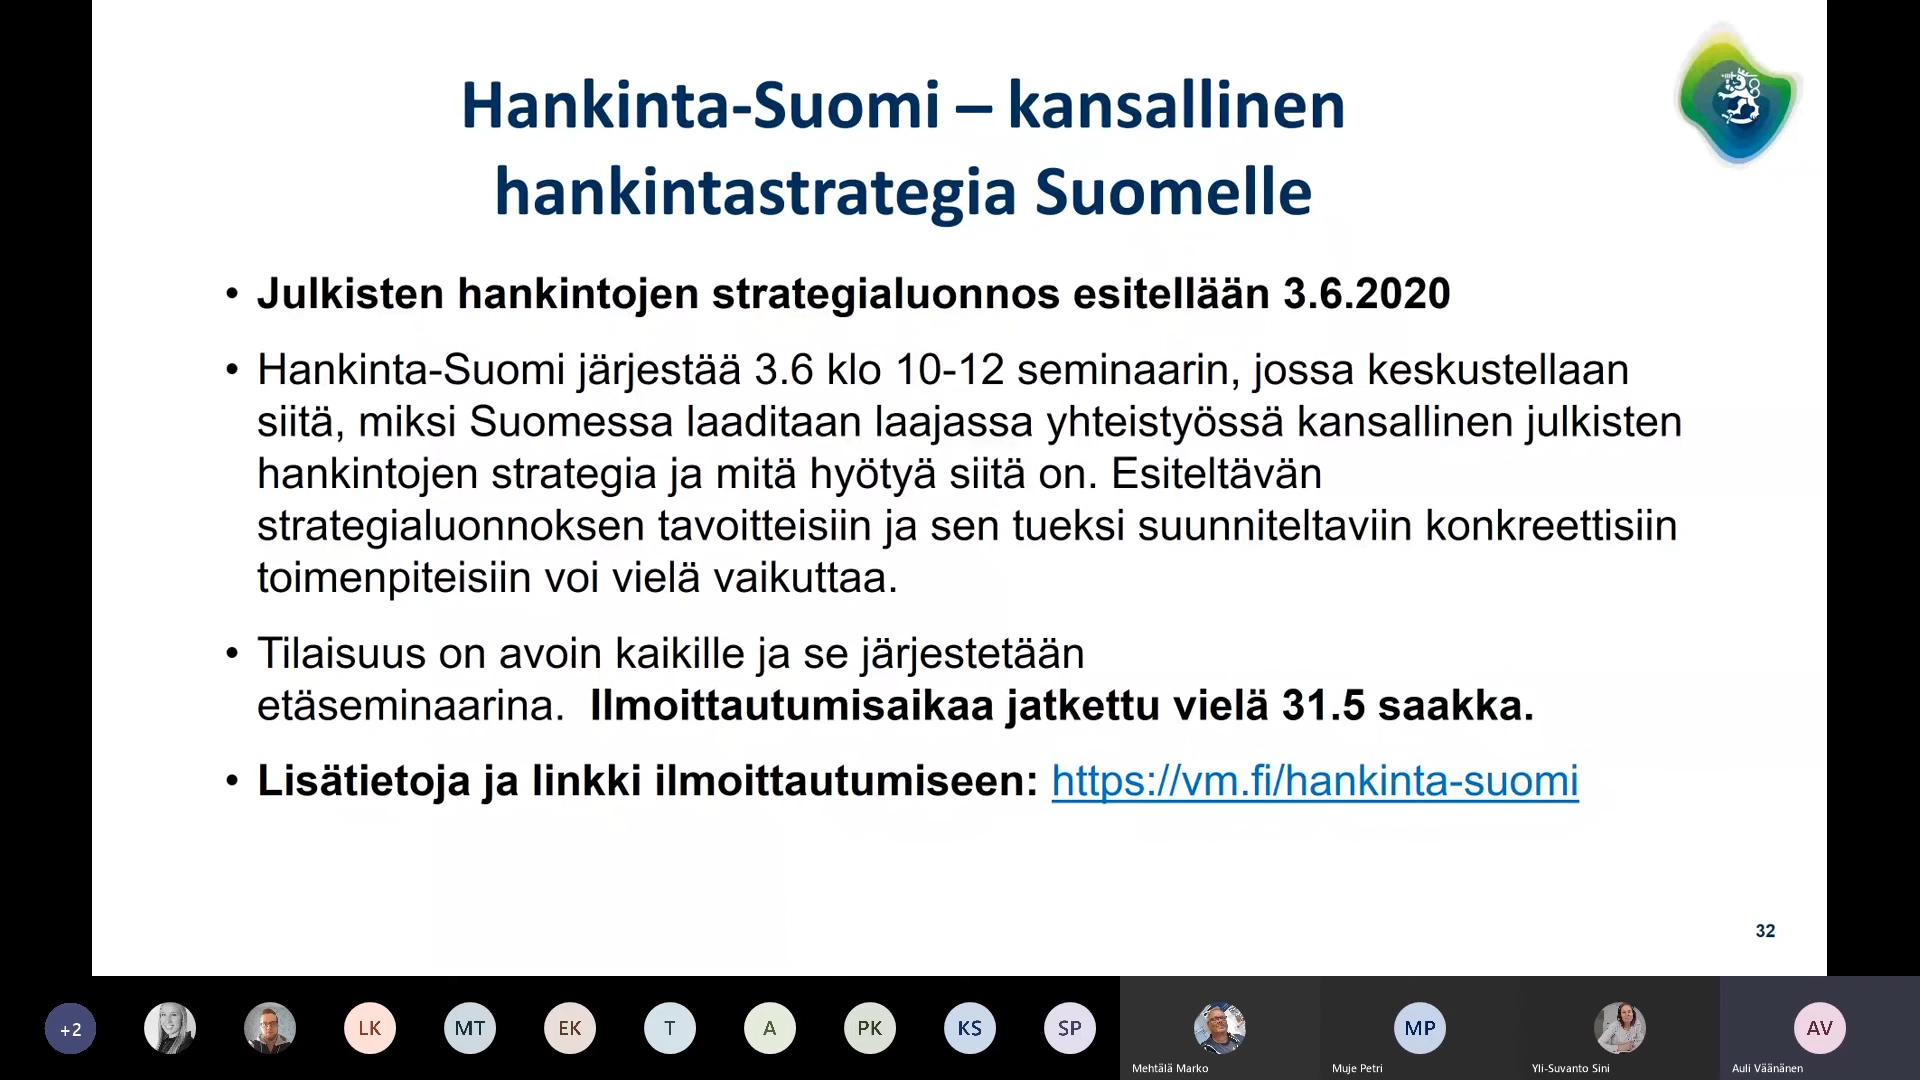 Hankinta-Suomi – kansallinen
hankintastrategia Suomelle
• Julkisten hankintojen strategialuonnos esitellään 3.6.2020
• Hankinta-Suomi järjestää 3.6 klo 10-12 seminaarin, jossa keskustellaan
siitä, miksi Suomessa laaditaan laajassa yhteistyössä kansallinen julkisten
hankintojen strategia ja mitä hyötyä siitä on. Esiteltävän
strategialuonnoksen tavoitteisiin ja sen tueksi suunniteltaviin konkreettisiin
toimenpiteisiin voi vielä vaikuttaa.
• Tilaisuus on avoin kaikille ja se järjestetään
etäseminaarina.  Ilmoittautumisaikaa jatkettu vielä 31.5 saakka.
• Lisätietoja ja linkki ilmoittautumiseen: https://vm.fi/hankinta-suomi
32
+2
LK
MT
EK
T
A
PK
KS
SP
Mehtälä Marko
MP
Muje Petri
Yli-Suvanto Sini
AV
Auli Väänänen